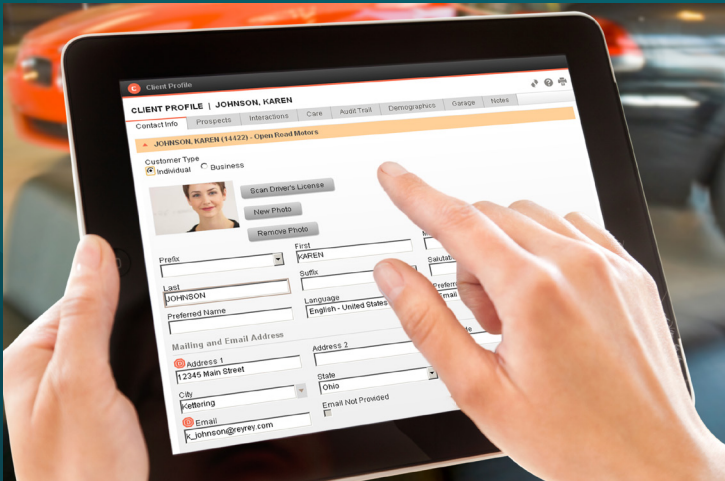 C Client Profile
CLIENT PROFILE | JOHNSON, KAREN
Contact Info Prospects Interactions Care Audit Trail Demographics Garage Notes
JOHNSON, KAREN (14422) - Open Road Motors
Customer Type
Individual Business
Scan Driver's License
New Photo
Remove Photo
Prefix First
KAREN
Last Suffix
JOHNSON
Preferred Name Language Preferred
English - United States Email
Mailing and Email Address
Address 1 Address 2
12345 Main Street
City State
Kettering Ohio
Email Email Not Provided
k_johnson@reyrey.com